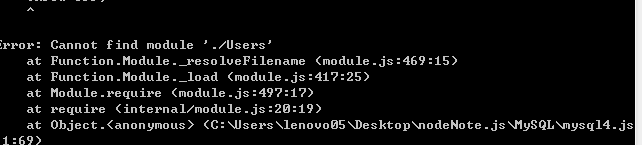 ^
Error: Cannot find module './Users'
at Function.Module._resolveFilename (module.js:469:15)
at Function.Module._load (module.js:417:25)
at Module.require (module.js:497:17)
at require (internal/module.js:20:19)
at Object.<anonymous> (C:\Users\lenovo05\Desktop\nodeNote.js\MySQL\mysql4.js
1:69)